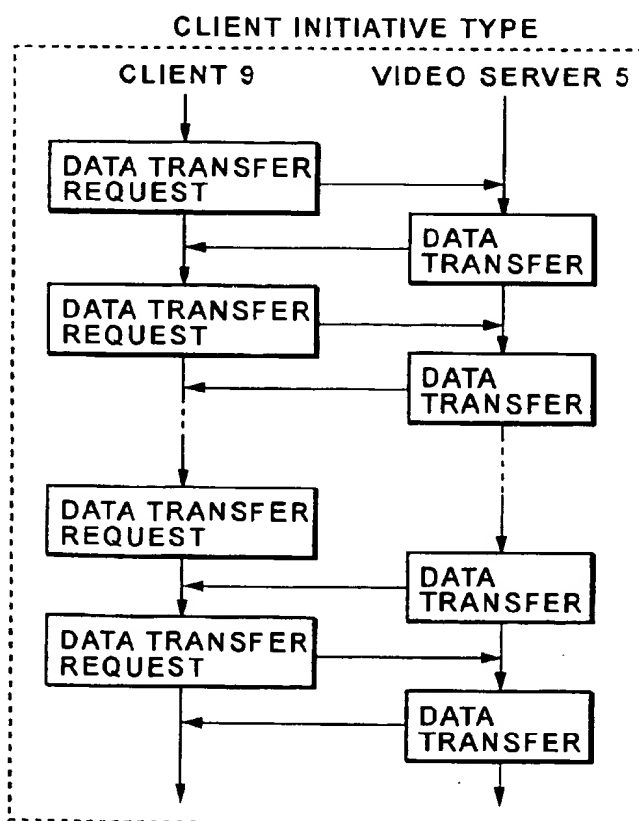 CLIENT INITIATIVE TYPE
CLIENT 9
VIDEO SERVER 5
DATA TRANSFER
REQUEST
DATA
TRANSFER
DATA TRANSFER
REQUEST
DATA
TRANSFER
DATA TRANSFER
REQUEST
DATA
TRANSFER
DATA TRANSFER
REQUEST
DATA
TRANSFER